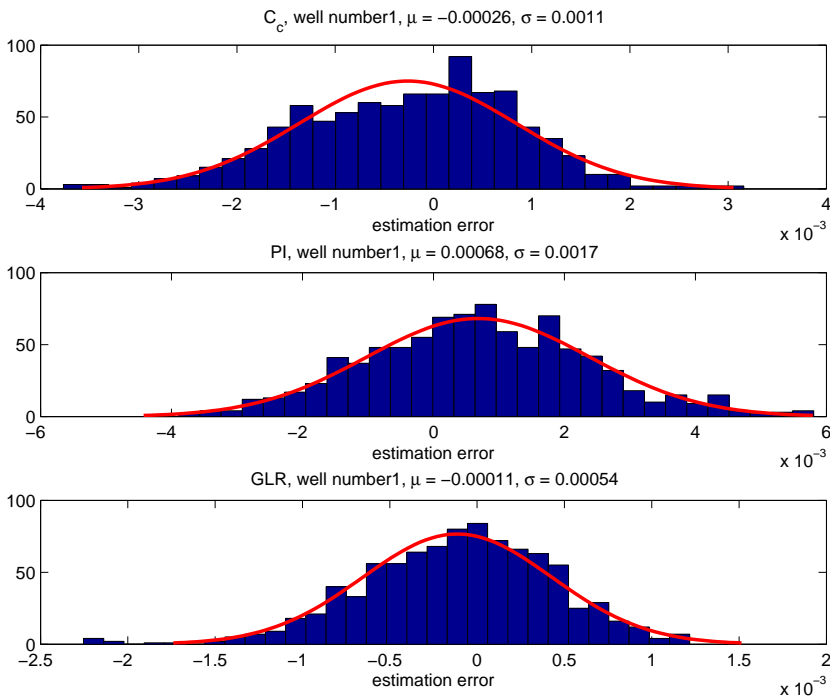 C_c, well number1, μ = −0.00026, σ = 0.0011
100
50
0
−4 −3 −2 −1 0 1 2 3 4
estimation error
x 10^−3
PI, well number1, μ = 0.00068, σ = 0.0017
100
50
0
−6 −4 −2 0 2 4 6
estimation error
x 10^−3
GLR, well number1, μ = −0.00011, σ = 0.00054
100
50
0
−2.5 −2 −1.5 −1 −0.5 0 0.5 1 1.5 2
estimation error
x 10^−3